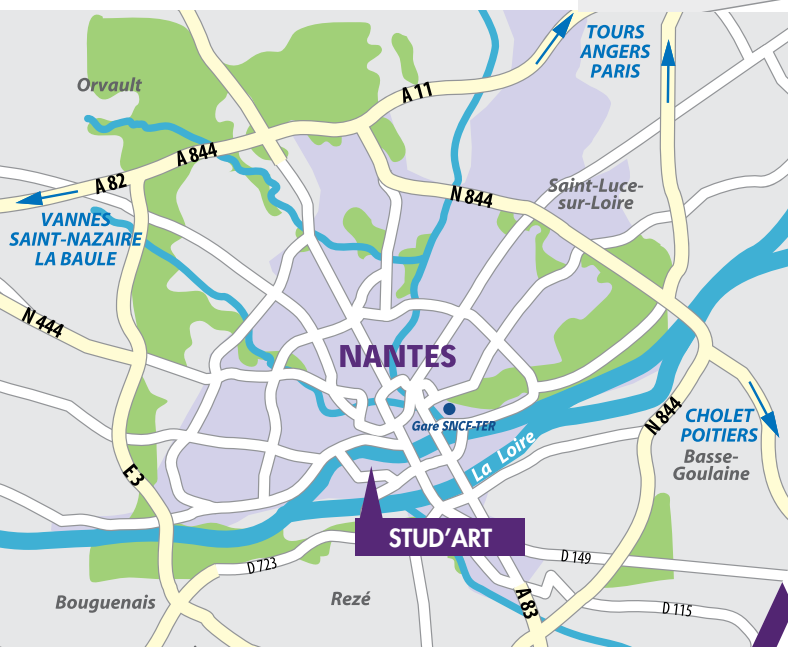 TOURS
ANGERS
PARIS
Orvault
A 11
A 844
A 82
N 844
Saint-Luce-
sur-Loire
VANNES
SAINT-NAZAIRE
LA BAULE
N 444
NANTES
Gare SNCF-TER
La Loire
N 844
CHOLET
POITIERS
Basse-
Goulaine
E3
STUD'ART
D 723
D 149
A 83
D 115
Bouguenais
Rezé